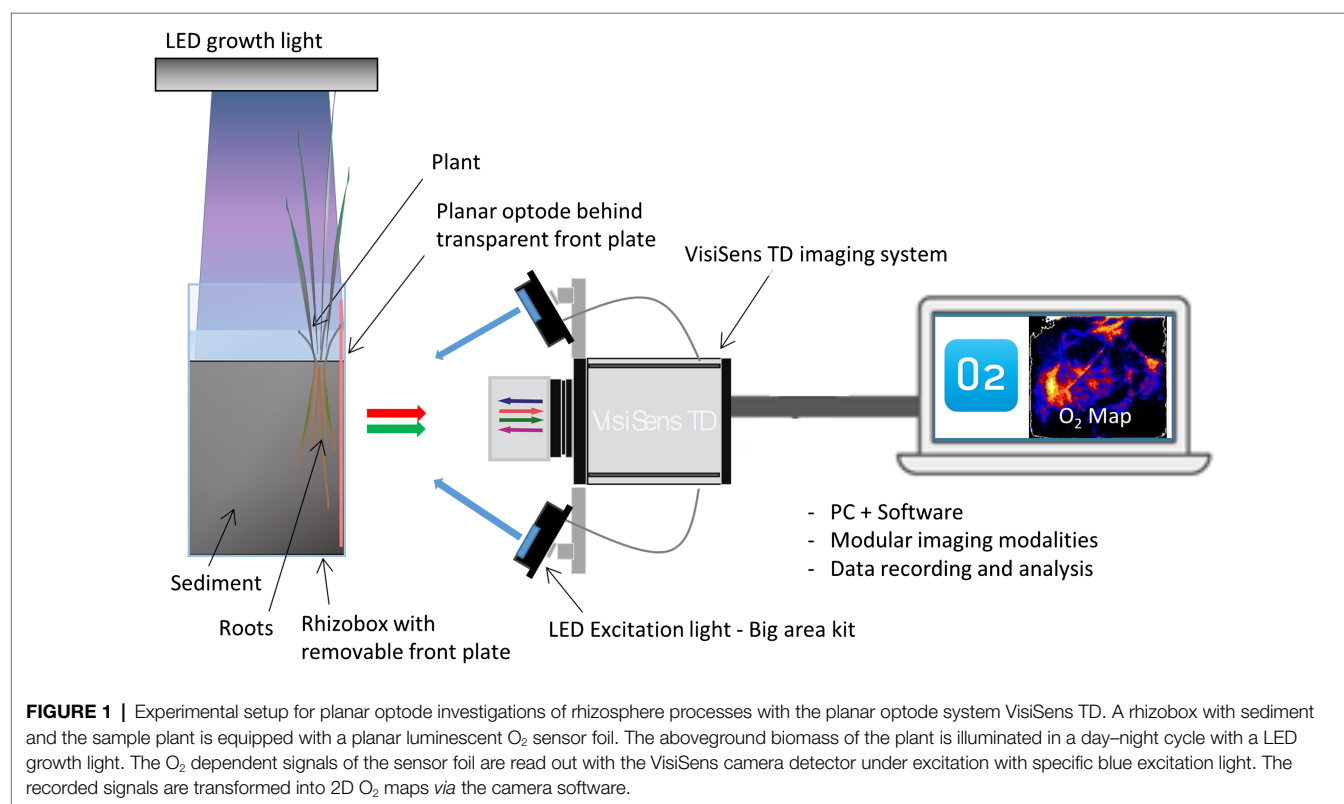 LED growth light
Plant
Planar optode behind
transparent front plate
VisiSens TD imaging system
VisiSens TD
O2
O₂ Map
- PC + Software
- Modular imaging modalities
- Data recording and analysis
Sediment
Roots
Rhizobox with
removable front plate
LED Excitation light - Big area kit
FIGURE 1 | Experimental setup for planar optode investigations of rhizosphere processes with the planar optode system VisiSens TD. A rhizobox with sediment
and the sample plant is equipped with a planar luminescent O₂ sensor foil. The aboveground biomass of the plant is illuminated in a day–night cycle with a LED
growth light. The O₂ dependent signals of the sensor foil are read out with the VisiSens camera detector under excitation with specific blue excitation light. The
recorded signals are transformed into 2D O₂ maps via the camera software.